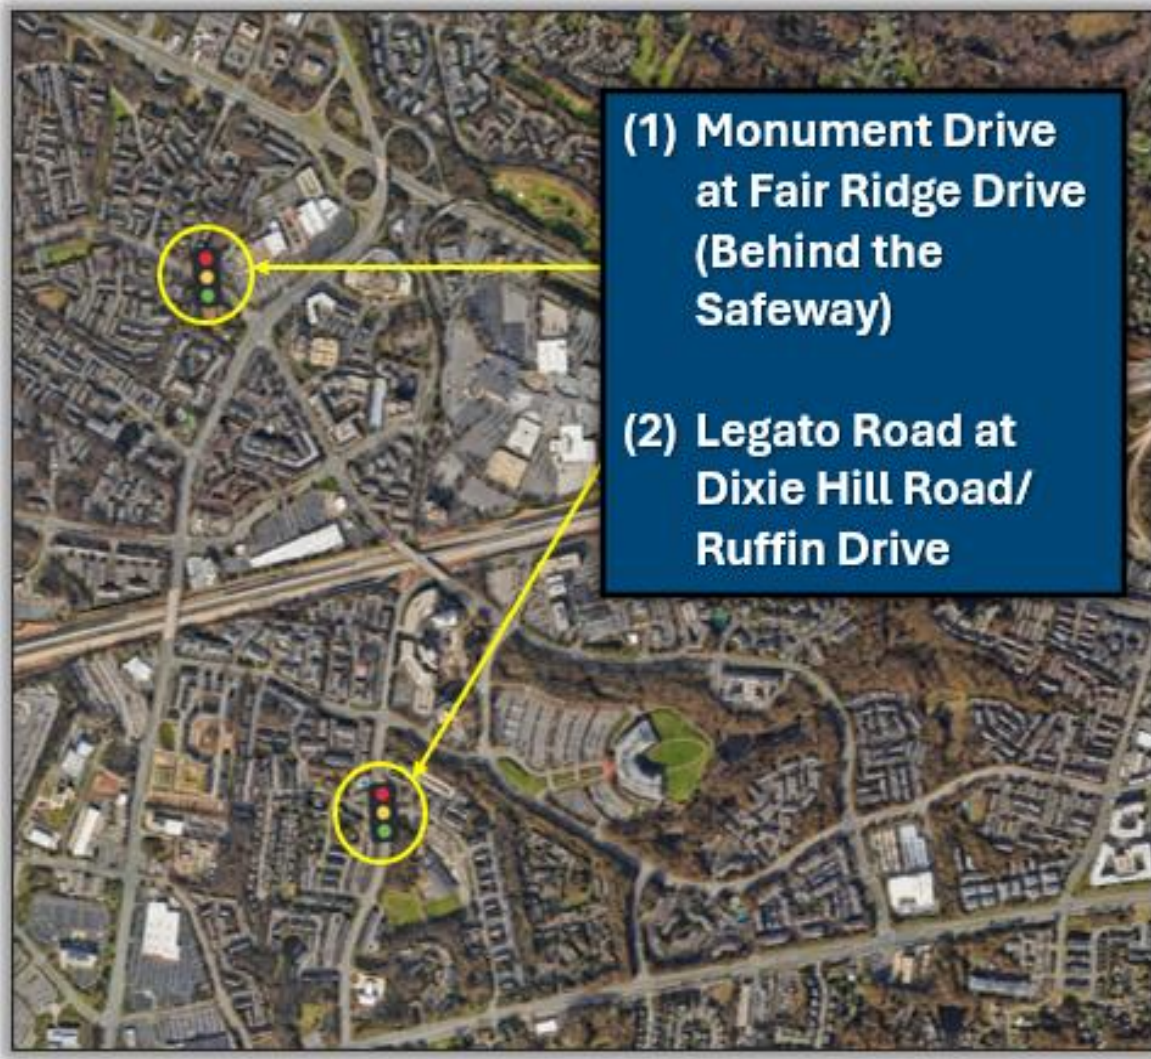 (1) Monument Drive
at Fair Ridge Drive
(Behind the
Safeway)
(2) Legato Road at
Dixie Hill Road/
Ruffin Drive